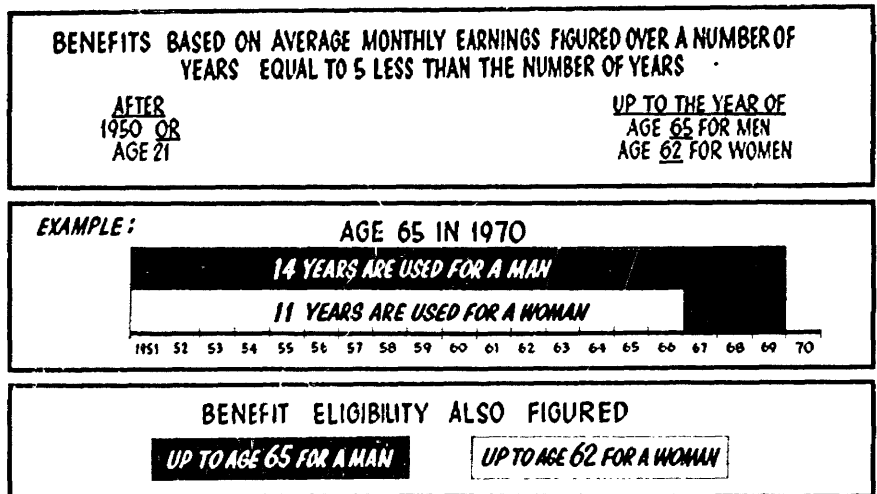 BENEFITS BASED ON AVERAGE MONTHLY EARNINGS FIGURED OVER A NUMBER OF
YEARS EQUAL TO 5 LESS THAN THE NUMBER OF YEARS
AFTER
1950 OR
AGE 21
UP TO THE YEAR OF
AGE 65 FOR MEN
AGE 62 FOR WOMEN
EXAMPLE:
AGE 65 IN 1970
14 YEARS ARE USED FOR A MAN
11 YEARS ARE USED FOR A WOMAN
1951 52 53 54 55 56 57 58 59 60 61 62 63 64 65 66 67 68 69 70
BENEFIT ELIGIBILITY ALSO FIGURED
UP TO AGE 65 FOR A MAN
UP TO AGE 62 FOR A WOMAN